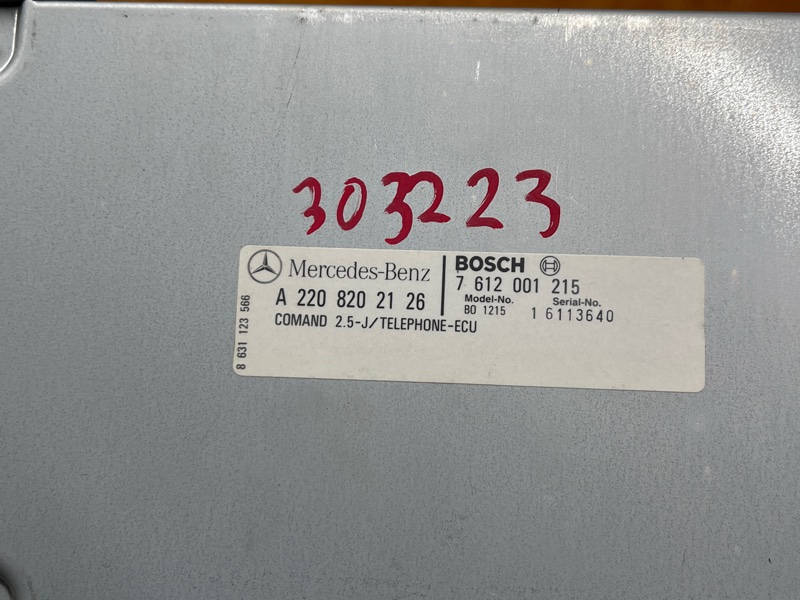 303223
Mercedes-Benz
A 220 820 21 26
COMAND 2.5-J/TELEPHONE-ECU
8 631 123 566
BOSCH
7 612 001 215
Model-No. Serial-No.
BO 1215 1 6113640